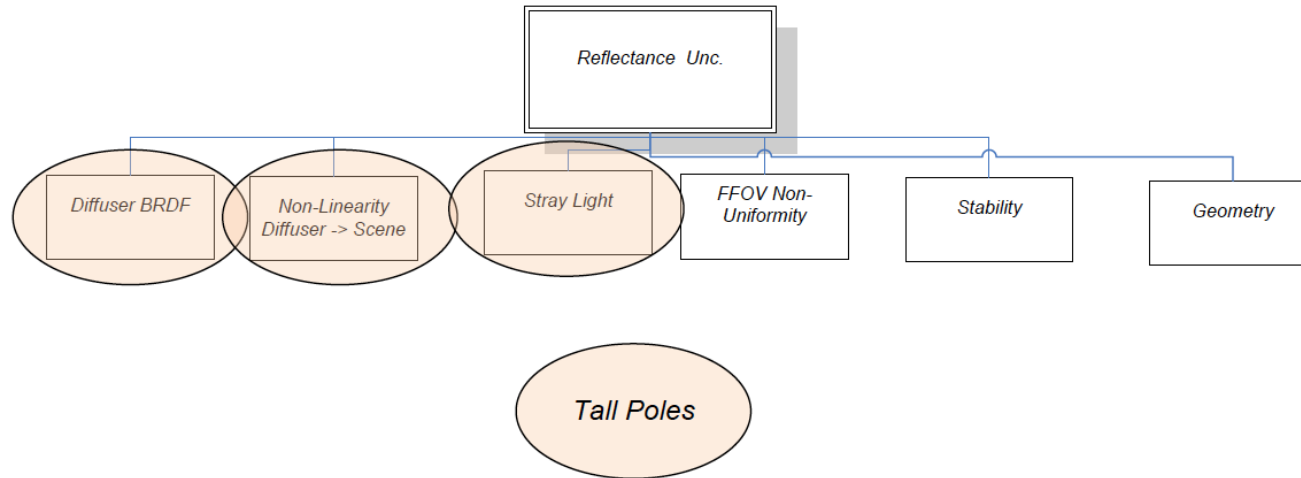 Reflectance Unc.
Diffuser BRDF
Non-Linearity
Diffuser -> Scene
Stray Light
FFOV Non-
Uniformity
Stability
Geometry
Tall Poles